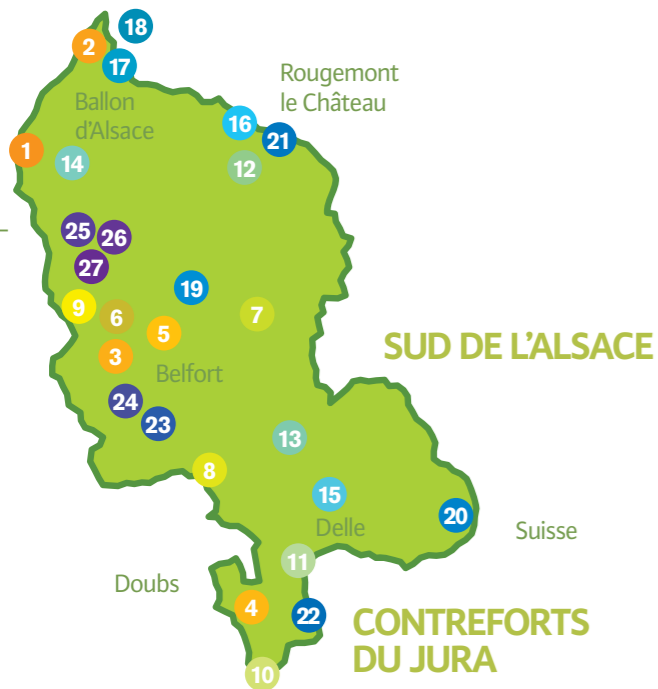 18
2
17
Rougemont
le Château
Ballon
d'Alsace
16
21
1
14
12
25
26
27
19
9
6
7
5
3
SUD DE L'ALSACE
Belfort
24
23
13
8
15
20
Delle
Suisse
11
Doubs
4
22
CONTREFORTS
DU JURA
10